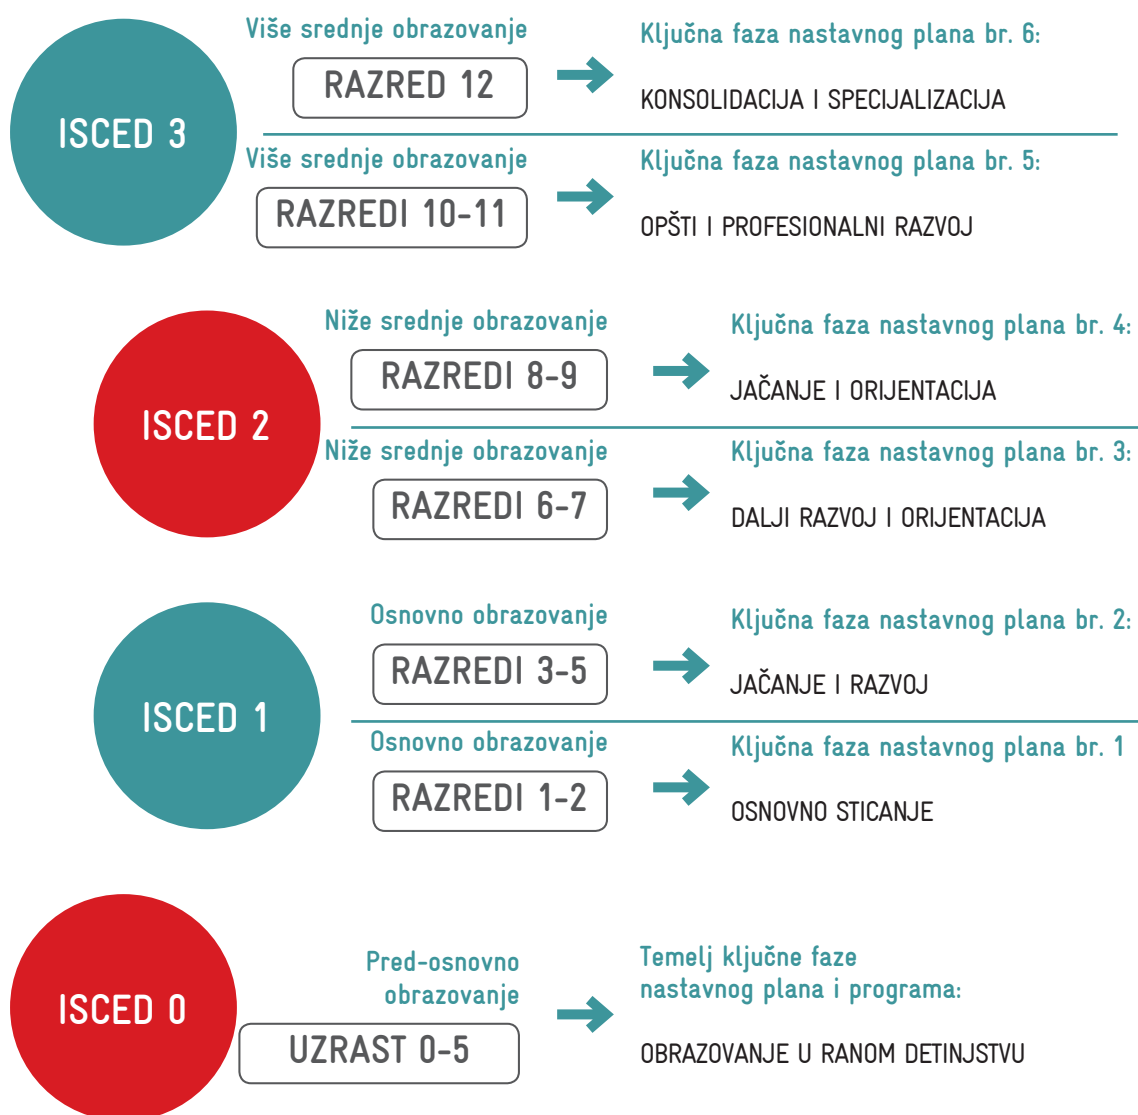 ISCED 3
Više srednje obrazovanje
RAZRED 12
Ključna faza nastavnog plana br. 6:
KONSOLIDACIJA I SPECIJALIZACIJA
Više srednje obrazovanje
RAZREDI 10-11
Ključna faza nastavnog plana br. 5:
OPŠTI I PROFESIONALNI RAZVOJ
ISCED 2
Niže srednje obrazovanje
RAZREDI 8-9
Ključna faza nastavnog plana br. 4:
JAČANJE I ORIJENTACIJA
Niže srednje obrazovanje
RAZREDI 6-7
Ključna faza nastavnog plana br. 3:
DALJI RAZVOJ I ORIJENTACIJA
ISCED 1
Osnovno obrazovanje
RAZREDI 3-5
Ključna faza nastavnog plana br. 2:
JAČANJE I RAZVOJ
Osnovno obrazovanje
RAZREDI 1-2
Ključna faza nastavnog plana br. 1
OSNOVNO STICANJE
ISCED 0
Pred-osnovno
obrazovanje
UZRAST 0-5
Temelj ključne faze
nastavnog plana i programa:
OBRAZOVANJE U RANOM DETINJSTVU